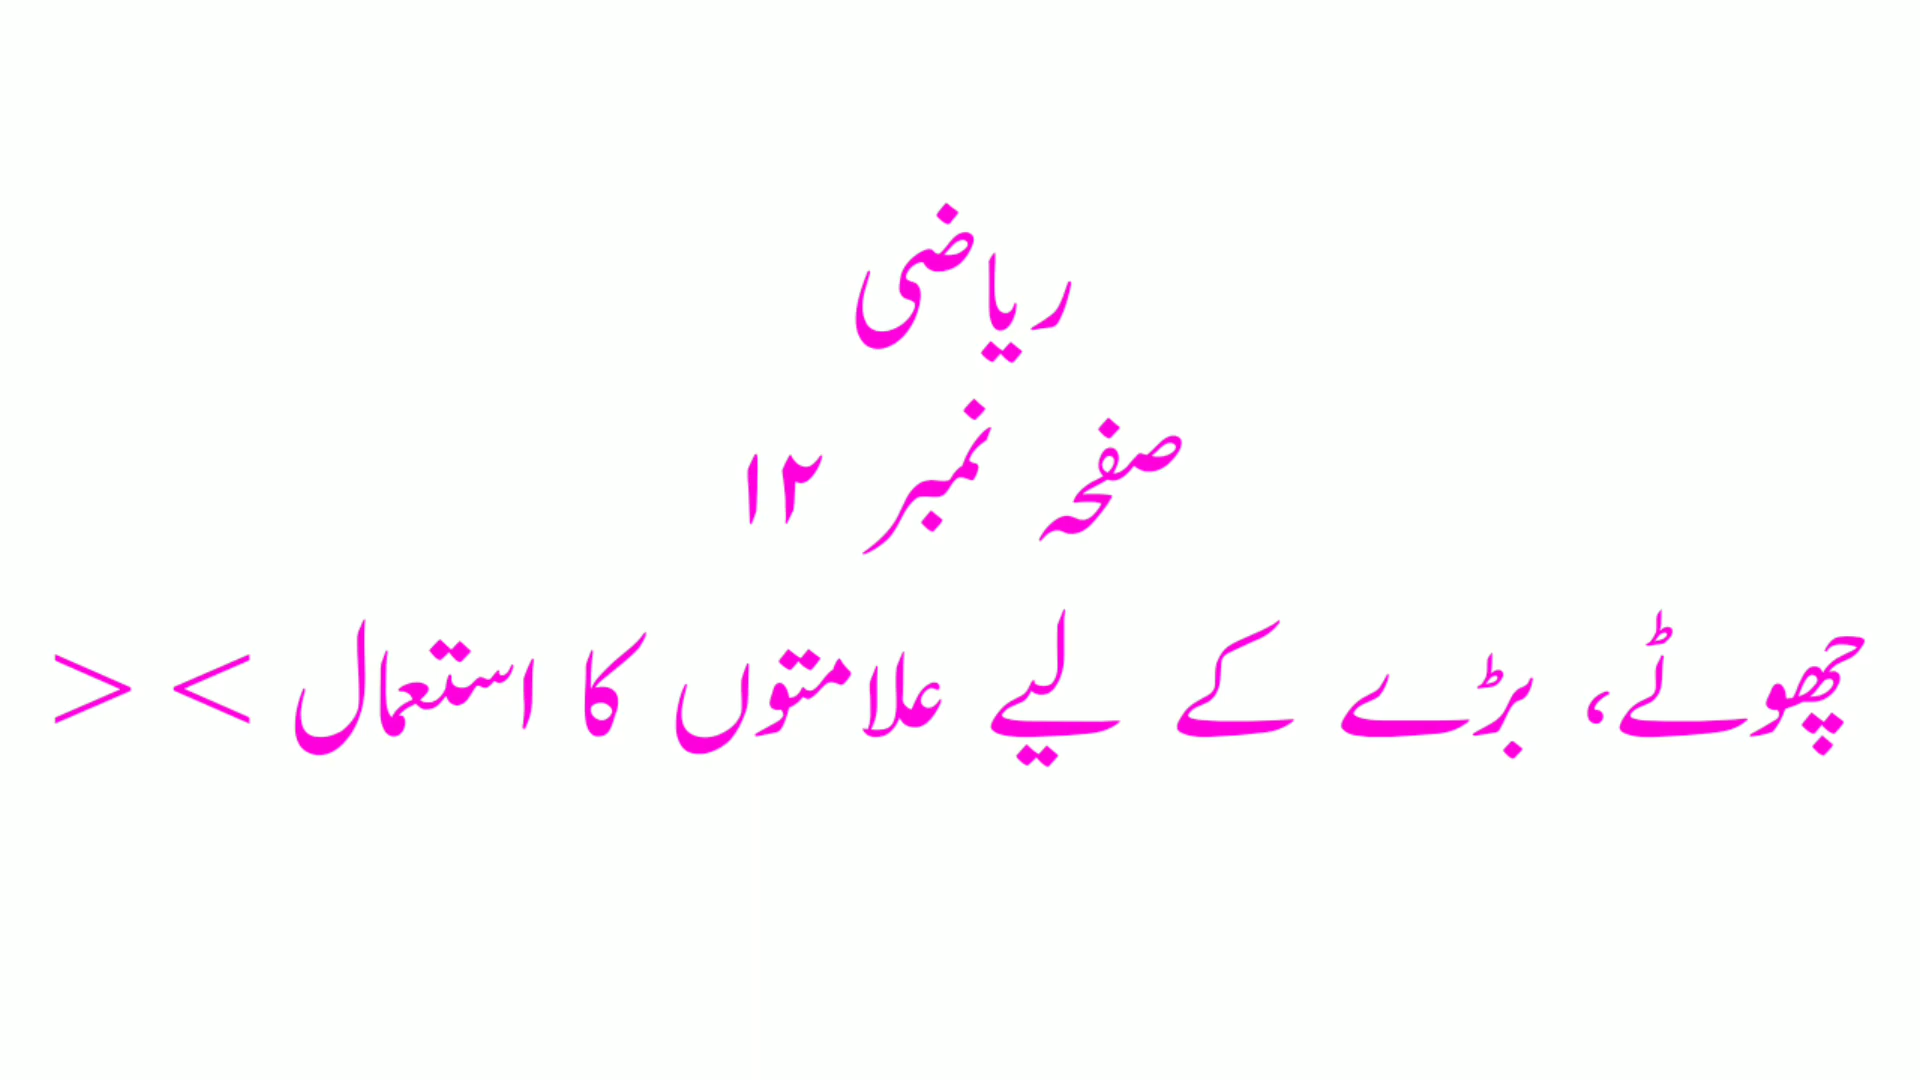 ریاضی
صفحہ نمبر ۱۲
چھوٹے، بڑے کے لیے علامتوں کا استعمال < >